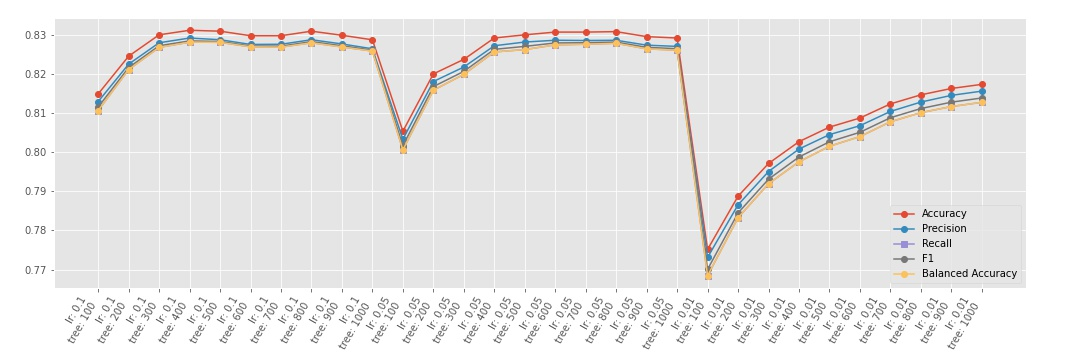 0.83
0.82
0.81
0.80
0.79
0.78
0.77
Accuracy
Precision
Recall
F1
Balanced Accuracy
lr: 0.1
tree: 100
lr: 0.1
tree: 200
lr: 0.1
tree: 300
lr: 0.1
tree: 400
lr: 0.1
tree: 500
lr: 0.1
tree: 600
lr: 0.1
tree: 700
lr: 0.1
tree: 800
lr: 0.1
tree: 900
lr: 0.1
tree: 1000
lr: 0.05
tree: 100
lr: 0.05
tree: 200
lr: 0.05
tree: 300
lr: 0.05
tree: 400
lr: 0.05
tree: 500
lr: 0.05
tree: 600
lr: 0.05
tree: 700
lr: 0.05
tree: 800
lr: 0.05
tree: 900
lr: 0.05
tree: 1000
lr: 0.01
tree: 100
lr: 0.01
tree: 200
lr: 0.01
tree: 300
lr: 0.01
tree: 400
lr: 0.01
tree: 500
lr: 0.01
tree: 600
lr: 0.01
tree: 700
lr: 0.01
tree: 800
lr: 0.01
tree: 900
lr: 0.01
tree: 1000